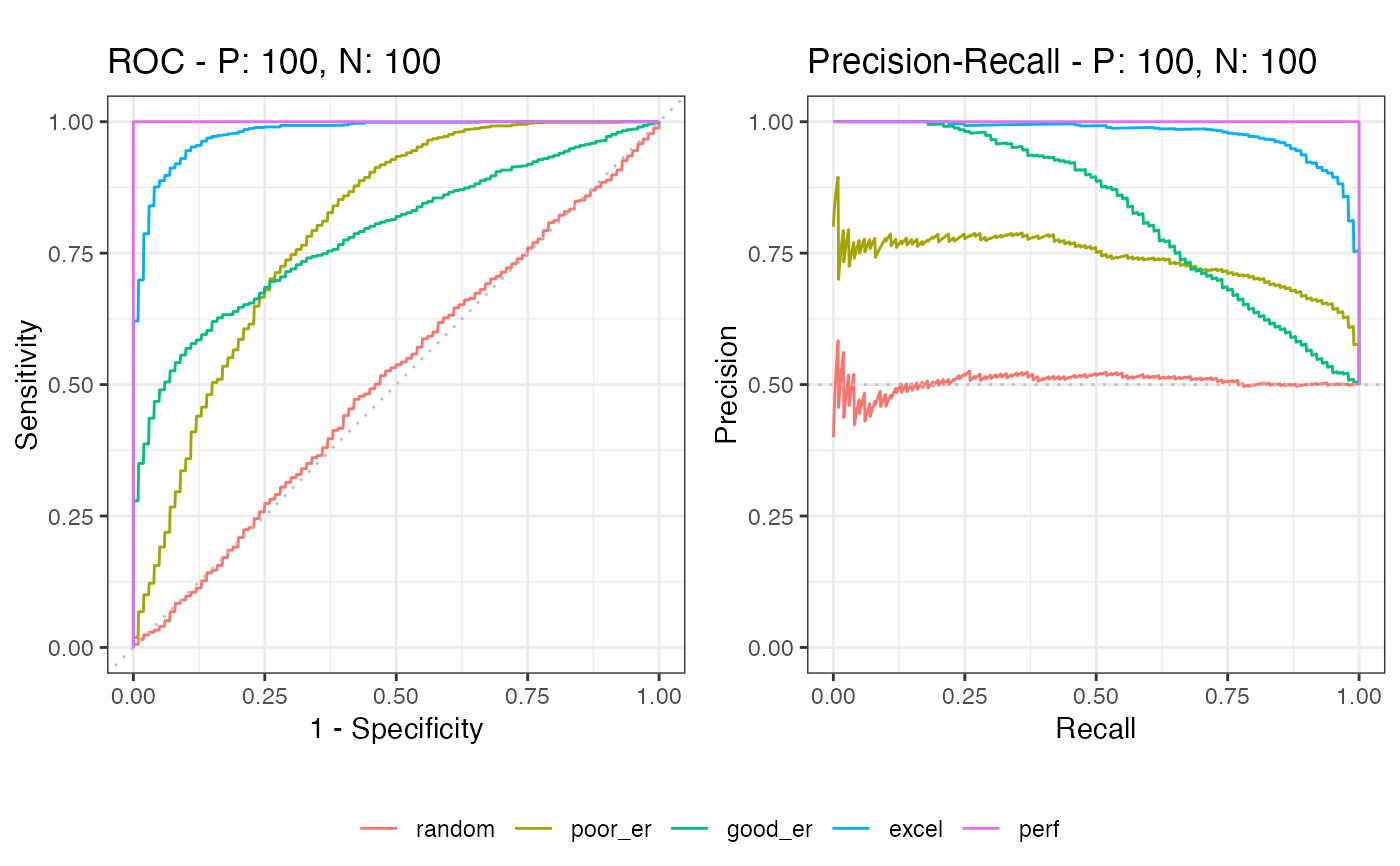 ROC - P: 100, N: 100
Sensitivity
1.00
0.75
0.50
0.25
0.00
0.00 0.25 0.50 0.75 1.00
1 - Specificity
Precision-Recall - P: 100, N: 100
Precision
1.00
0.75
0.50
0.25
0.00
0.00 0.25 0.50 0.75 1.00
Recall
random poor_er good_er excel perf